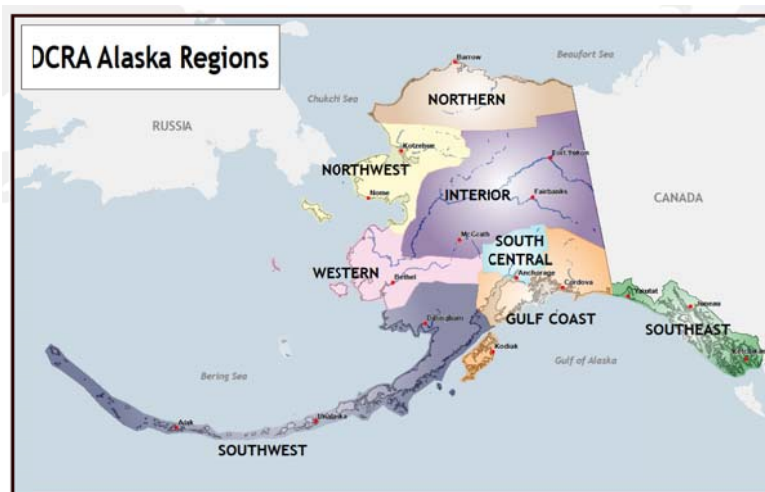 DCRA Alaska Regions
Barrow
Beaufort Sea
Chukchi Sea
NORTHERN
RUSSIA
Kotzebue
Fort Yukon
NORTHWEST
Nome
INTERIOR
Fairbanks
CANADA
McGrath
SOUTH
CENTRAL
WESTERN
Bethel
Anchorage
Cordova
Yakutat
Juneau
GULF COAST
Dillingham
SOUTHEAST
Kodiak
Ketchikan
Gulf of Alaska
Bering Sea
Adak
Unalaska
SOUTHWEST